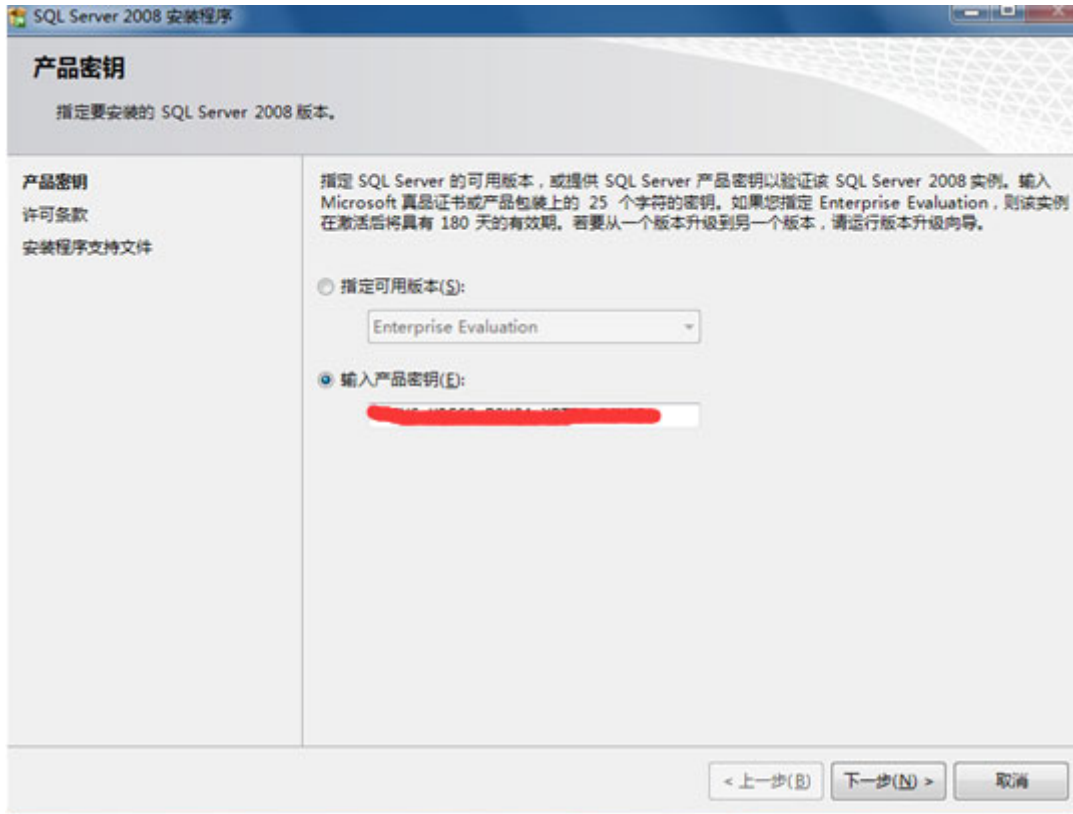 SQL Server 2008 安装程序
产品密钥
指定要安装的 SQL Server 2008 版本。
产品密钥
许可条款
安装程序支持文件
指定 SQL Server 的可用版本，或提供 SQL Server 产品密钥以验证该 SQL Server 2008 实例。输入
Microsoft 真品证书或产品包装上的 25 个字符的密钥。如果您指定 Enterprise Evaluation，则该实例
在激活后将具有 180 天的有效期。若要从一个版本升级到另一个版本，请运行版本升级向导。
指定可用版本(S):
Enterprise Evaluation
输入产品密钥(E):
< 上一步(B)
下一步(N) >
取消